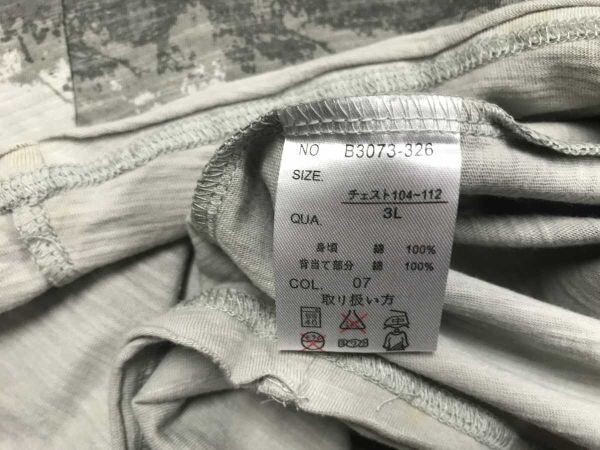 NO B3073-326
SIZE.
チェスト104~112
3L
QUA.
身頃 綿 100%
背当て部分 綿 100%
COL. 07
取り扱い方
中